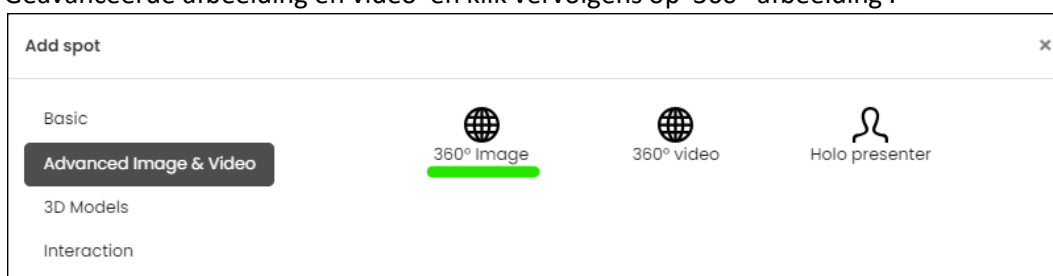 Geavanceerde afbeelding en video' en klik vervolgens op '360° afbeelding'.
Add spot ×
Basic
Advanced Image & Video
3D Models
Interaction
360° Image
360° video
Holo presenter